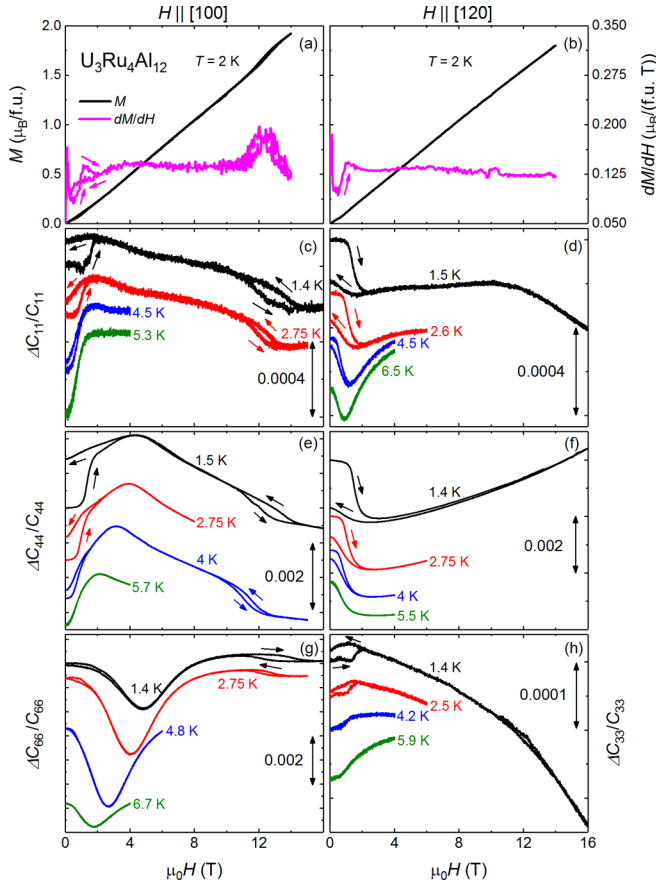 H || [100]
H || [120]
(a)
U3Ru4Al12
T = 2 K
M
dM/dH
M (μB/f.u.)
2.0
1.5
1.0
0.5
0.0
(b)
T = 2 K
0.350
0.300
0.250
0.200
0.150
0.125
0.050
dM/dH (μB/(f.u. T)
(c)
1.4 K
2.75 K
4.5 K
5.3 K
0.0004
ΔC11/C11
(d)
1.5 K
2.6 K
4.5 K
6.5 K
0.0004
(e)
1.5 K
2.75 K
4 K
5.7 K
0.002
ΔC44/C44
(f)
1.4 K
2.75 K
4 K
5.5 K
0.002
(g)
1.4 K
2.75 K
4.8 K
6.7 K
0.002
ΔC66/C66
(h)
1.4 K
2.5 K
4.2 K
5.9 K
0.0001
ΔC33/C33
0 4 8 12
0 4 8 12 16
μ0H (T)
μ0H (T)